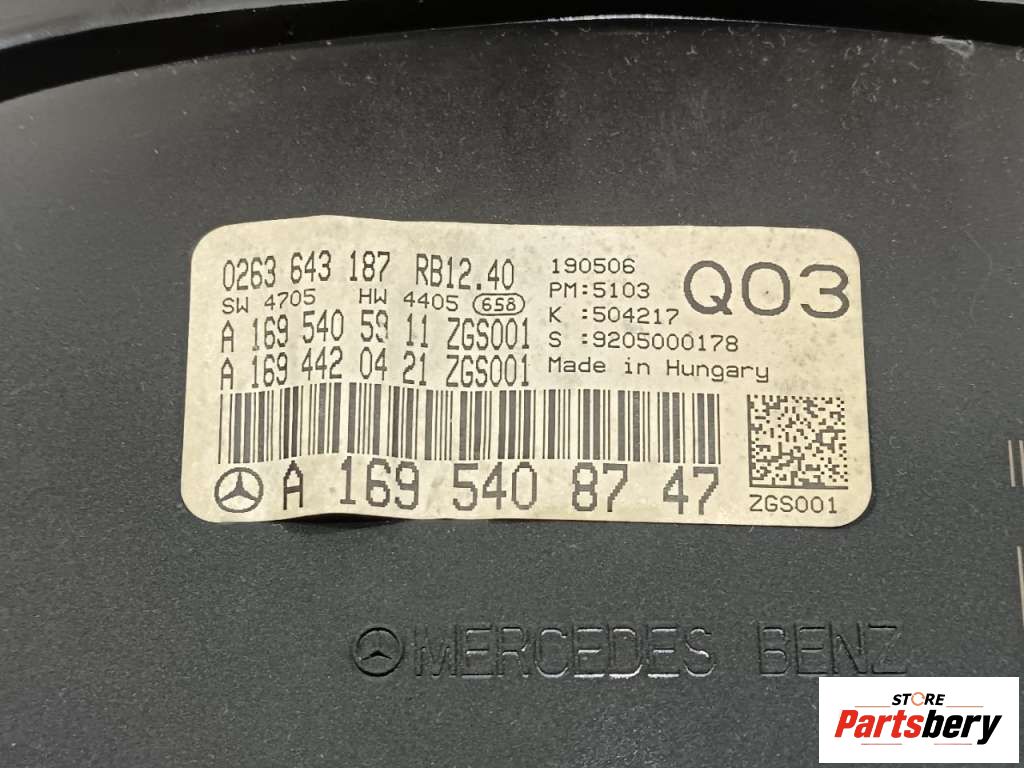 0263 643 187 RB12.40
SW 4705 HW 4405 658
A 169 540 59 11 ZGS001
A 169 442 04 21 ZGS001
190506
PM:5103
K :504217
S :9205000178
Made in Hungary
Q03
A 169 540 87 47
ZGS001
MERCEDES BENZ
STORE
Partsbery